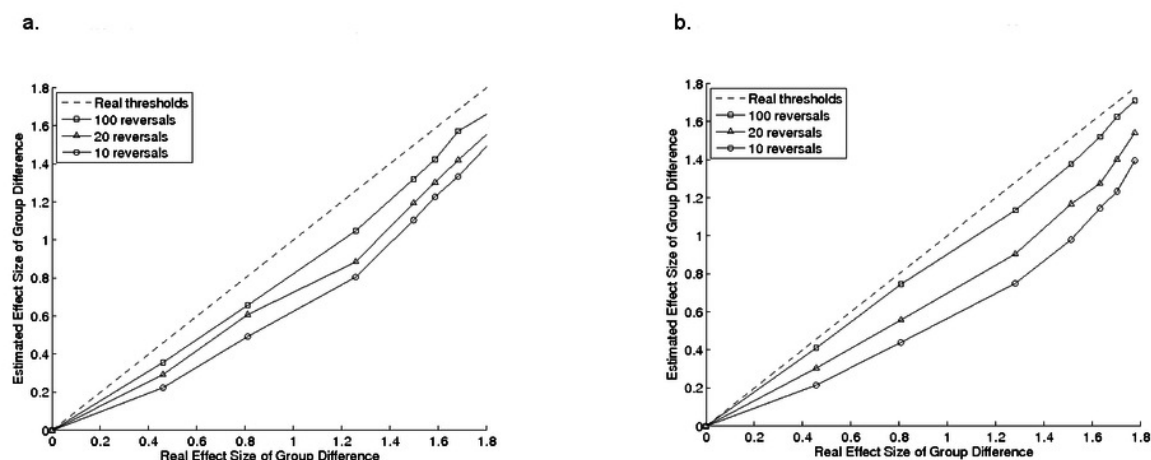 a.
1.8
1.6
1.4
1.2
1
0.8
0.6
0.4
0.2
0
0 0.2 0.4 0.6 0.8 1 1.2 1.4 1.6 1.8
Estimated Effect Size of Group Difference
Real Effect Size of Group Difference
Real thresholds
100 reversals
20 reversals
10 reversals
b.
1.8
1.6
1.4
1.2
1
0.8
0.6
0.4
0.2
0
0 0.2 0.4 0.6 0.8 1 1.2 1.4 1.6 1.8
Estimated Effect Size of Group Difference
Real Effect Size of Group Difference
Real thresholds
100 reversals
20 reversals
10 reversals